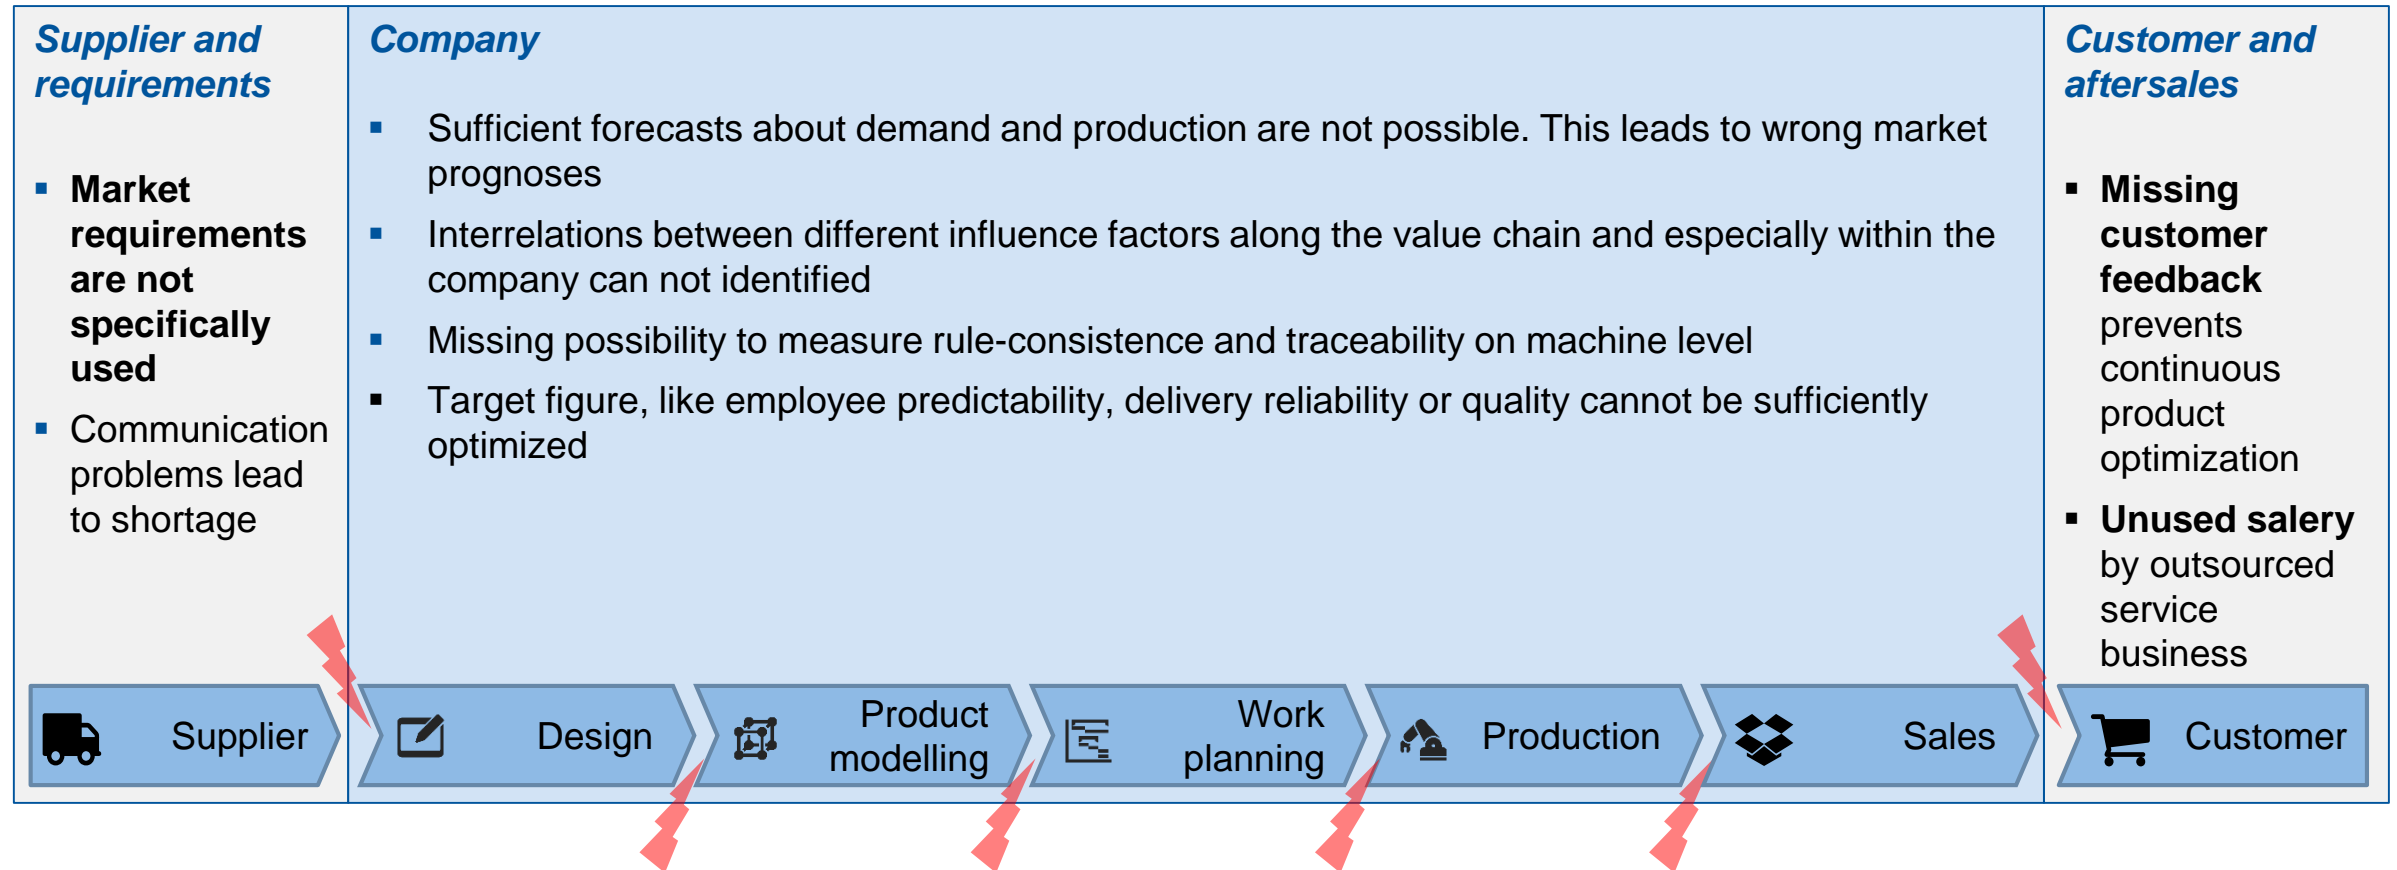 Supplier and
requirements
Market
requirements
are not
specifically
used
Communication
problems lead
to shortage
Company
Sufficient forecasts about demand and production are not possible. This leads to wrong market
prognoses
Interrelations between different influence factors along the value chain and especially within the
company can not identified
Missing possibility to measure rule-consistence and traceability on machine level
Target figure, like employee predictability, delivery reliability or quality cannot be sufficiently
optimized
Customer and
aftersales
Missing
customer
feedback
prevents
continuous
product
optimization
Unused salery
by outsourced
service
business
Supplier
Design
Product
modelling
Work
planning
Production
Sales
Customer